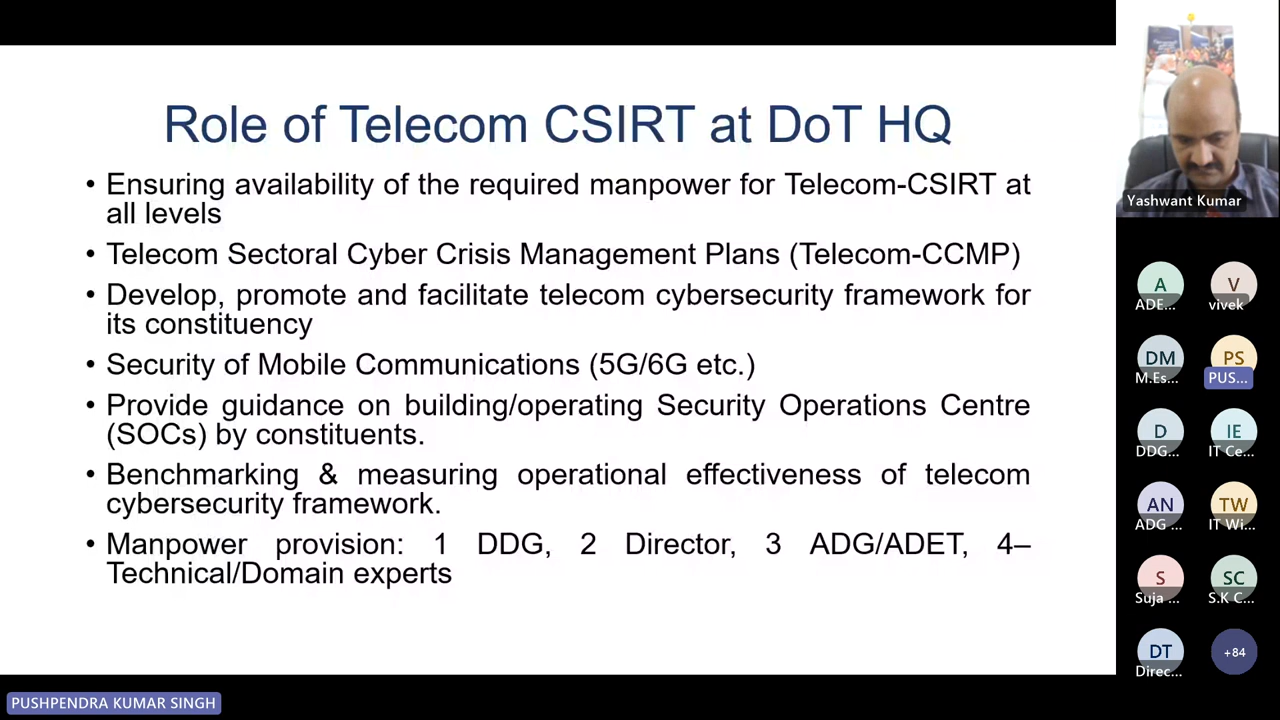 Role of Telecom CSIRT at DoT HQ
• Ensuring availability of the required manpower for Telecom-CSIRT at
all levels
• Telecom Sectoral Cyber Crisis Management Plans (Telecom-CCMP)
• Develop, promote and facilitate telecom cybersecurity framework for
its constituency
• Security of Mobile Communications (5G/6G etc.)
• Provide guidance on building/operating Security Operations Centre
(SOCs) by constituents.
• Benchmarking & measuring operational effectiveness of telecom
cybersecurity framework.
• Manpower provision: 1 DDG, 2 Director, 3 ADG/ADET, 4–
Technical/Domain experts
PUSHPENDRA KUMAR SINGH
Yashwant Kumar
A
ADE...
V
vivek
DM
M.Es...
PS
PUS...
D
DDG...
IE
IT Ce...
AN
ADG ...
TW
IT Wi...
S
Suja ...
SC
S.K C...
DT
Direc...
+84